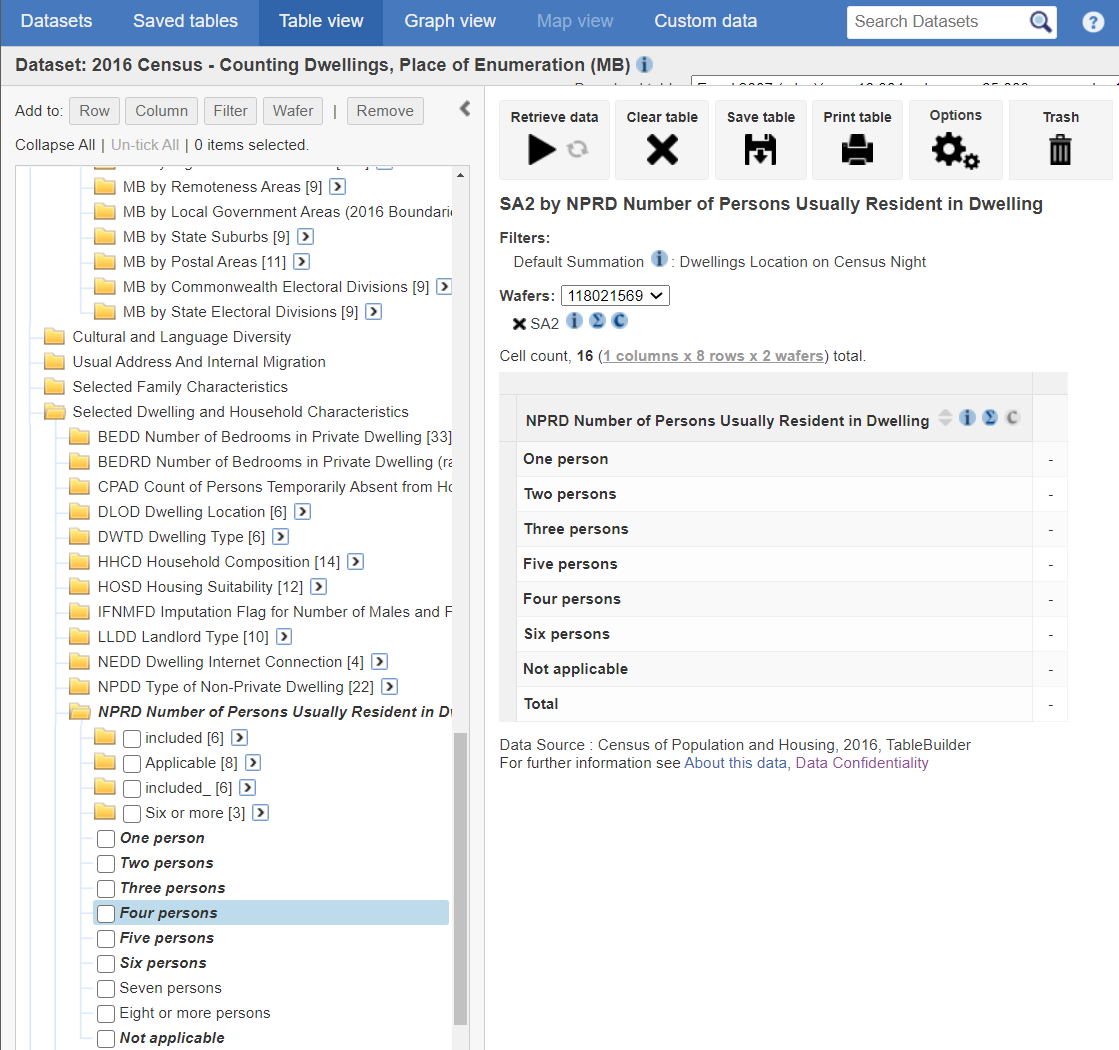 Datasets Saved tables Table view Graph view Map view Custom data Search Datasets ?
Dataset: 2016 Census - Counting Dwellings, Place of Enumeration (MB) i
Add to: Row Column Filter Wafer | Remove
Collapse All | Un-tick All | 0 items selected.
MB by Remoteness Areas [9]
MB by Local Government Areas (2016 Boundari
MB by State Suburbs [9]
MB by Postal Areas [11]
MB by Commonwealth Electoral Divisions [9]
MB by State Electoral Divisions [9]
Cultural and Language Diversity
Usual Address And Internal Migration
Selected Family Characteristics
Selected Dwelling and Household Characteristics
BEDD Number of Bedrooms in Private Dwelling [33]
BEDRD Number of Bedrooms in Private Dwelling (ra
CPAD Count of Persons Temporarily Absent from Ho
DLOD Dwelling Location [6]
DWTD Dwelling Type [6]
HHCD Household Composition [14]
HOSD Housing Suitability [12]
IFNMFD Imputation Flag for Number of Males and F
LLDD Landlord Type [10]
NEDD Dwelling Internet Connection [4]
NPDD Type of Non-Private Dwelling [22]
NPRD Number of Persons Usually Resident in Dw
included [6]
Applicable [8]
included_ [6]
Six or more [3]
One person
Two persons
Three persons
Four persons
Five persons
Six persons
Seven persons
Eight or more persons
Not applicable
Retrieve data Clear table Save table Print table Options Trash
SA2 by NPRD Number of Persons Usually Resident in Dwelling
Filters:
Default Summation i : Dwellings Location on Census Night
Wafers: 118021569
SA2 i Σ C
Cell count, 16 (1 columns x 8 rows x 2 wafers) total.
NPRD Number of Persons Usually Resident in Dwelling i Σ C
One person -
Two persons -
Three persons -
Five persons -
Four persons -
Six persons -
Not applicable -
Total -
Data Source : Census of Population and Housing, 2016, TableBuilder
For further information see About this data, Data Confidentiality